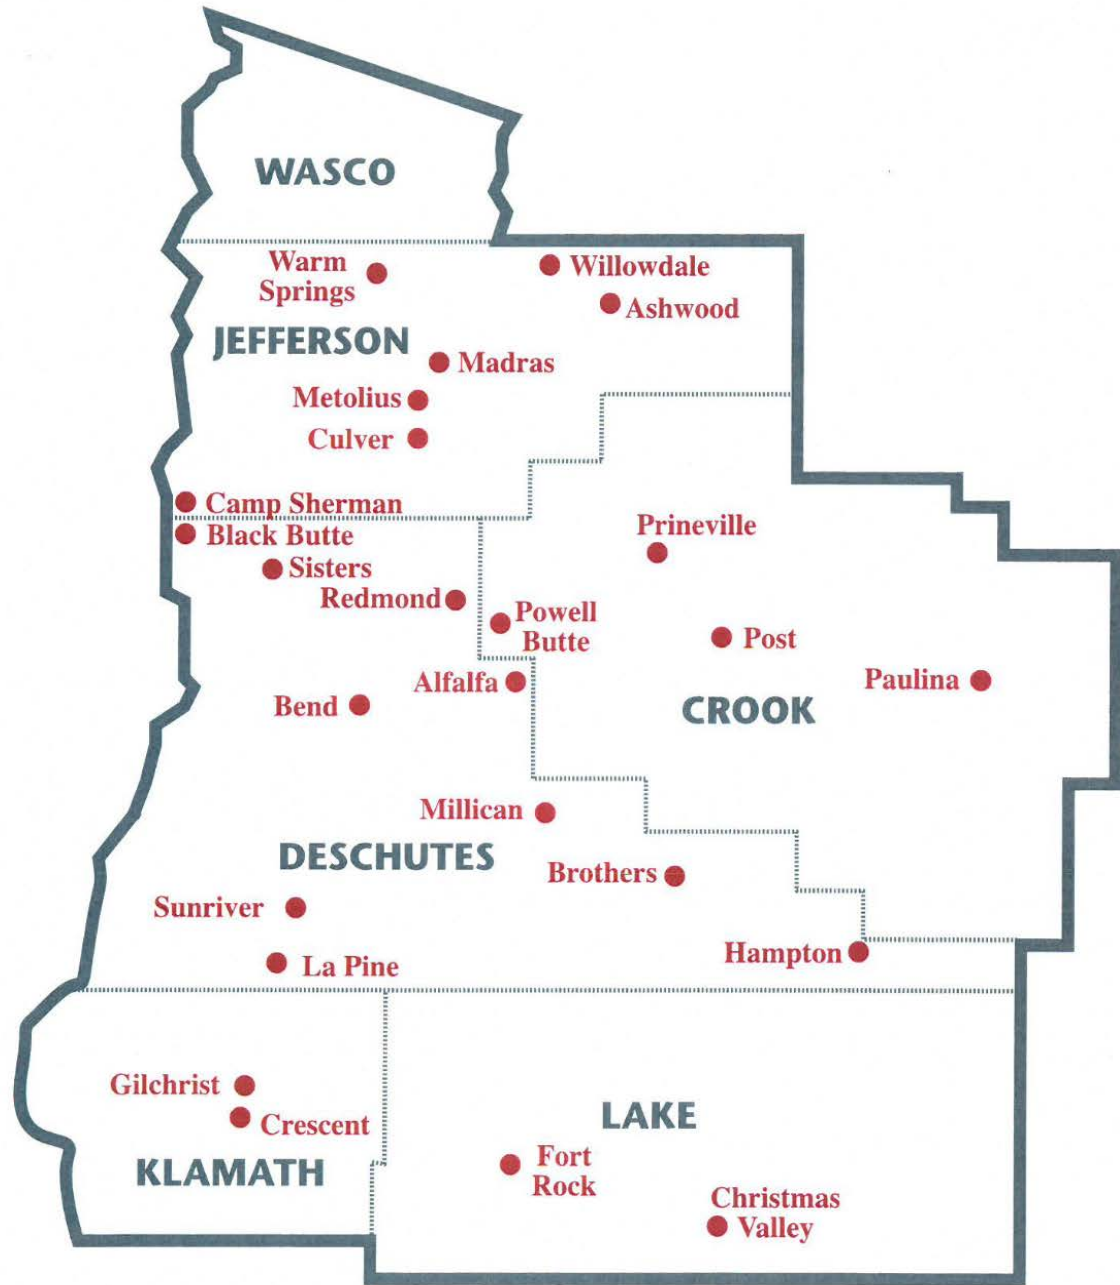 WASCO
Warm
Springs
Willowdale
Ashwood
JEFFERSON
Madras
Metolius
Culver
Camp Sherman
Black Butte
Sisters
Redmond
Prineville
Powell
Butte
Post
Alfalfa
Paulina
Bend
CROOK
Millican
DESCHUTES
Brothers
Sunriver
Hampton
La Pine
Gilchrist
Crescent
LAKE
KLAMATH
Fort
Rock
Christmas
Valley